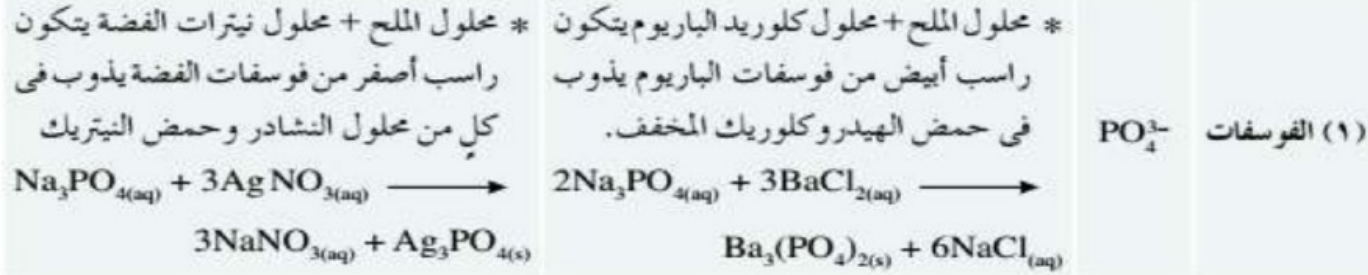 (١) الفوسفات
PO₄³⁻
* محلول الملح + محلول كلوريد الباريوم يتكون
راسب أبيض من فوسفات الباريوم يذوب
فى حمض الهيدروكلوريك المخفف.
2Na₃PO₄(aq) + 3BaCl₂(aq) ⟶
Ba₃(PO₄)₂(s) + 6NaCl(aq)
* محلول الملح + محلول نيترات الفضة يتكون
راسب أصفر من فوسفات الفضة يذوب فى
كلٍ من محلول النشادر وحمض النيتريك
Na₃PO₄(aq) + 3AgNO₃(aq) ⟶
3NaNO₃(aq) + Ag₃PO₄(s)